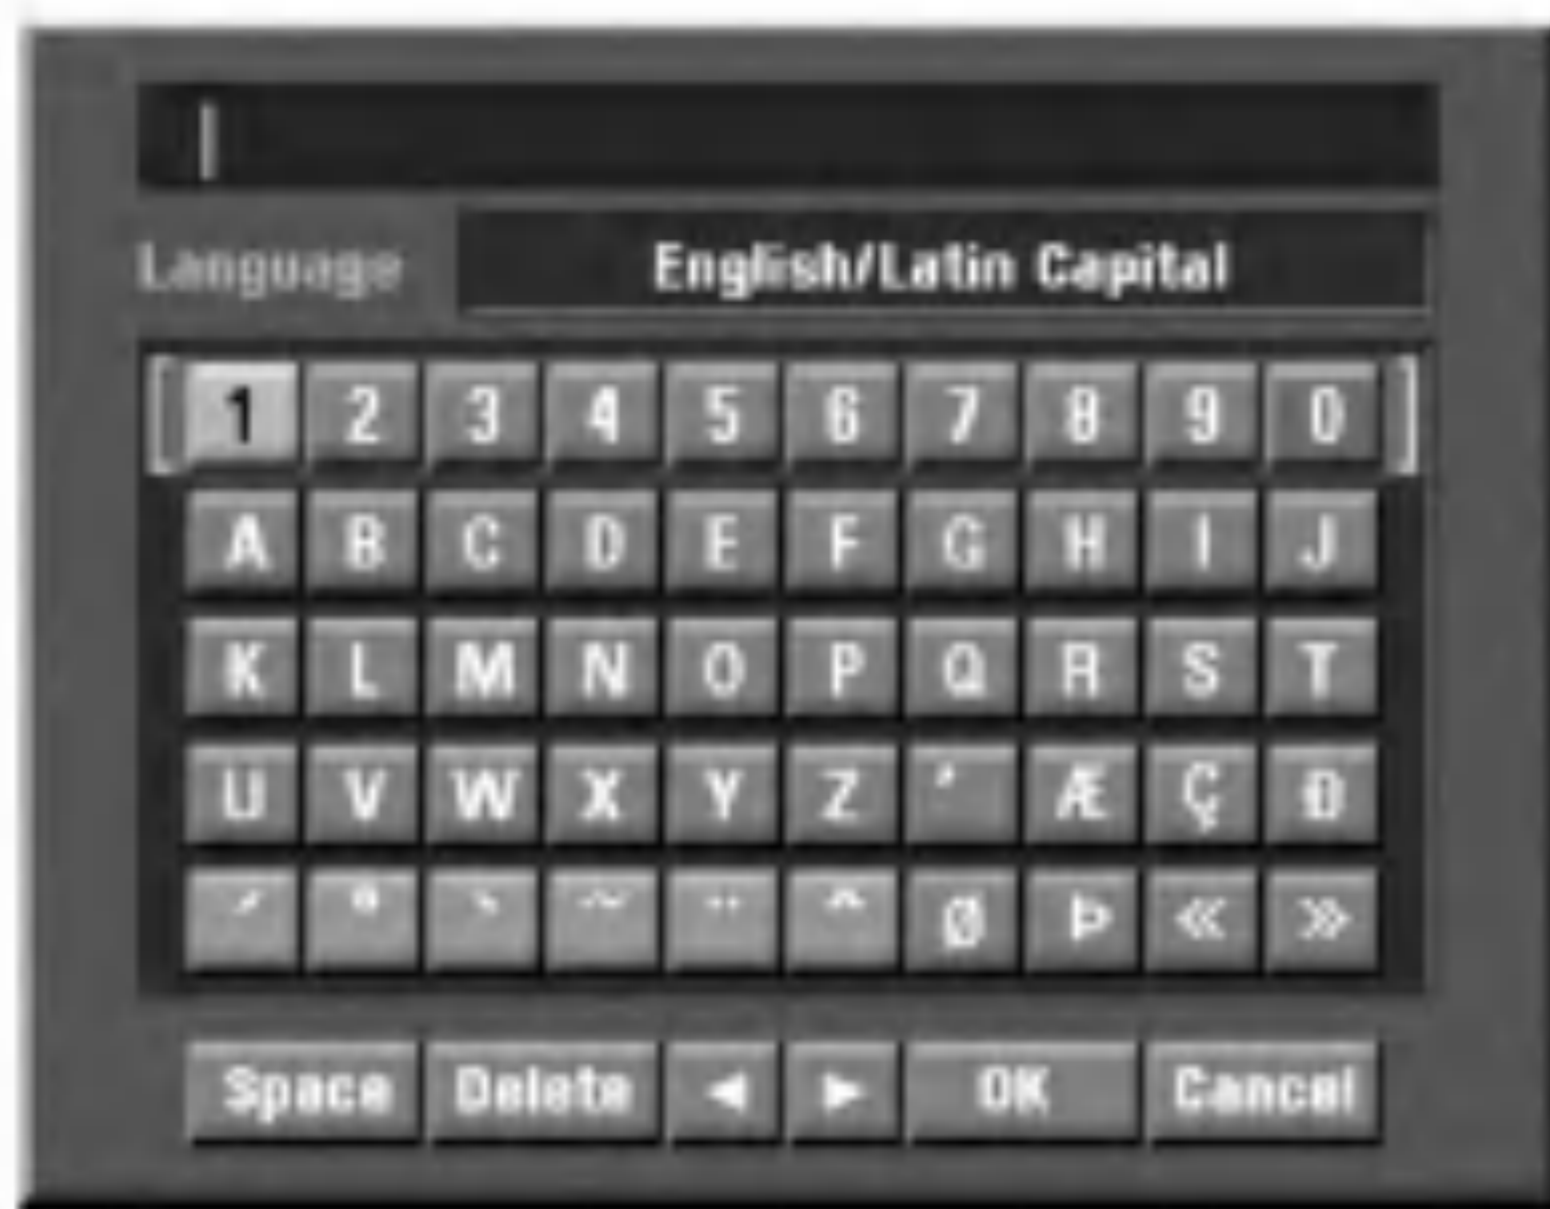 Language English/Latin Capital
[ 1 2 3 4 5 6 7 8 9 0 ]
A B C D E F G H I J
K L M N O P Q R S T
U V W X Y Z ' Æ Ç Ð
´ ° ` ~ ¨ ^ Ø Þ « »
Space Delete ◀ ▶ OK Cancel